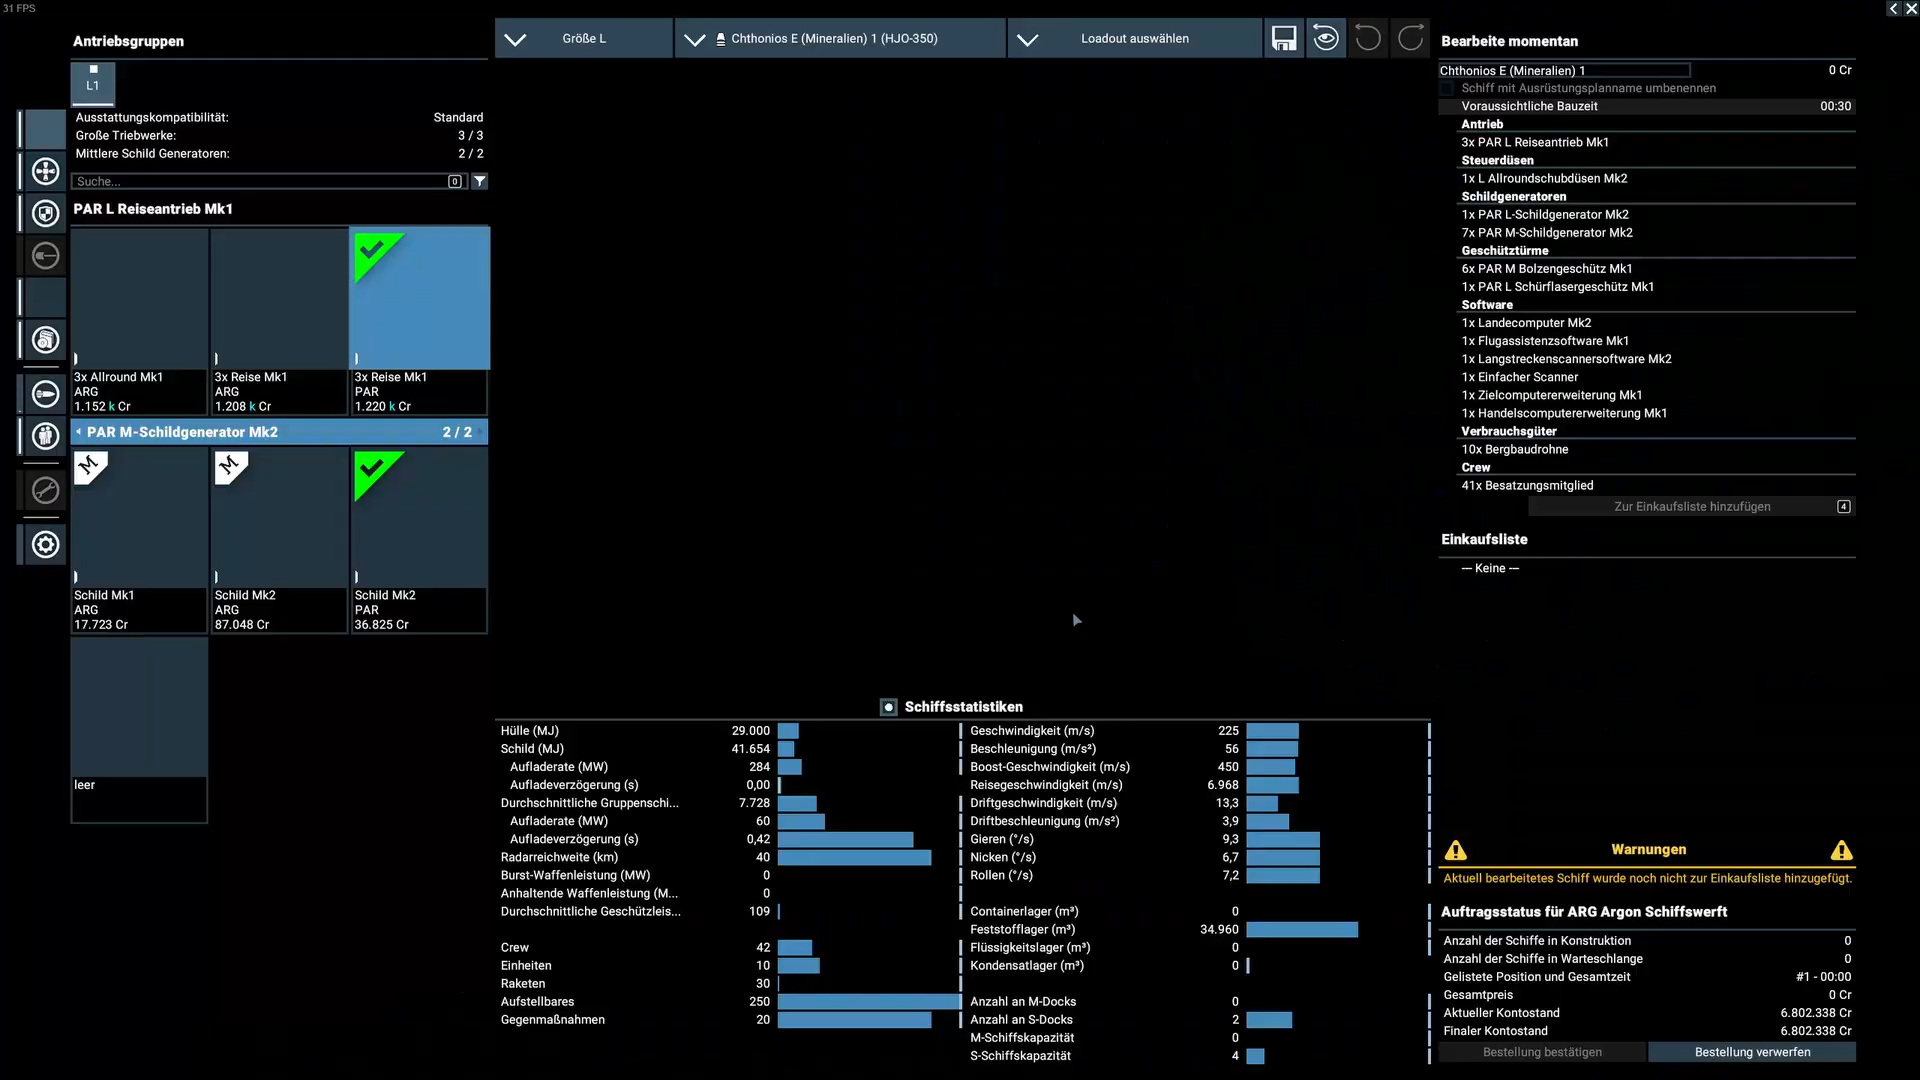 31 FPS
Antriebsgruppen
L1
Ausstattungskompatibilität: Standard
Große Triebwerke: 3 / 3
Mittlere Schild Generatoren: 2 / 2
Suche... 0
PAR L Reiseantrieb Mk1
3x Allround Mk1
ARG
1.152 k Cr
3x Reise Mk1
ARG
1.208 k Cr
3x Reise Mk1
PAR
1.220 k Cr
PAR M-Schildgenerator Mk2 2 / 2
M
M
Schild Mk1
ARG
17.723 Cr
Schild Mk2
ARG
87.048 Cr
Schild Mk2
PAR
36.825 Cr
leer
Größe L
Chthonios E (Mineralien) 1 (HJO-350)
Loadout auswählen
Schiffsstatistiken
Hülle (MJ) 29.000
Schild (MJ) 41.654
Aufladerate (MW) 284
Aufladeverzögerung (s) 0,00
Durchschnittliche Gruppenschi... 7.728
Aufladerate (MW) 60
Aufladeverzögerung (s) 0,42
Radarreichweite (km) 40
Burst-Waffenleistung (MW) 0
Anhaltende Waffenleistung (M... 0
Durchschnittliche Geschützleis... 109
Crew 42
Einheiten 10
Raketen 30
Aufstellbares 250
Gegenmaßnahmen 20
Geschwindigkeit (m/s) 225
Beschleunigung (m/s²) 56
Boost-Geschwindigkeit (m/s) 450
Reisegeschwindigkeit (m/s) 6.968
Driftgeschwindigkeit (m/s) 13,3
Driftbeschleunigung (m/s²) 3,9
Gieren (°/s) 9,3
Nicken (°/s) 6,7
Rollen (°/s) 7,2
Containerlager (m³) 0
Feststofflager (m³) 34.960
Flüssigkeitslager (m³) 0
Kondensatlager (m³) 0
Anzahl an M-Docks 0
Anzahl an S-Docks 2
M-Schiffskapazität 0
S-Schiffskapazität 4
Bearbeite momentan
Chthonios E (Mineralien) 1 0 Cr
Schiff mit Ausrüstungsplanname umbenennen
Voraussichtliche Bauzeit 00:30
Antrieb
3x PAR L Reiseantrieb Mk1
Steuerdüsen
1x L Allroundschubdüsen Mk2
Schildgeneratoren
1x PAR L-Schildgenerator Mk2
7x PAR M-Schildgenerator Mk2
Geschütztürme
6x PAR M Bolzengeschütz Mk1
1x PAR L Schürflasergeschütz Mk1
Software
1x Landecomputer Mk2
1x Flugassistenzsoftware Mk1
1x Langstreckenscannersoftware Mk2
1x Einfacher Scanner
1x Zielcomputererweiterung Mk1
1x Handelscomputererweiterung Mk1
Verbrauchsgüter
10x Bergbaudrohne
Crew
41x Besatzungsmitglied
Zur Einkaufsliste hinzufügen 4
Einkaufsliste
— Keine —
Warnungen
Aktuell bearbeitetes Schiff wurde noch nicht zur Einkaufsliste hinzugefügt.
Auftragsstatus für ARG Argon Schiffswerft
Anzahl der Schiffe in Konstruktion 0
Anzahl der Schiffe in Warteschlange 0
Gelistete Position und Gesamtzeit #1 - 00:00
Gesamtpreis 0 Cr
Aktueller Kontostand 6.802.338 Cr
Finaler Kontostand 6.802.338 Cr
Bestellung bestätigen
Bestellung verwerfen